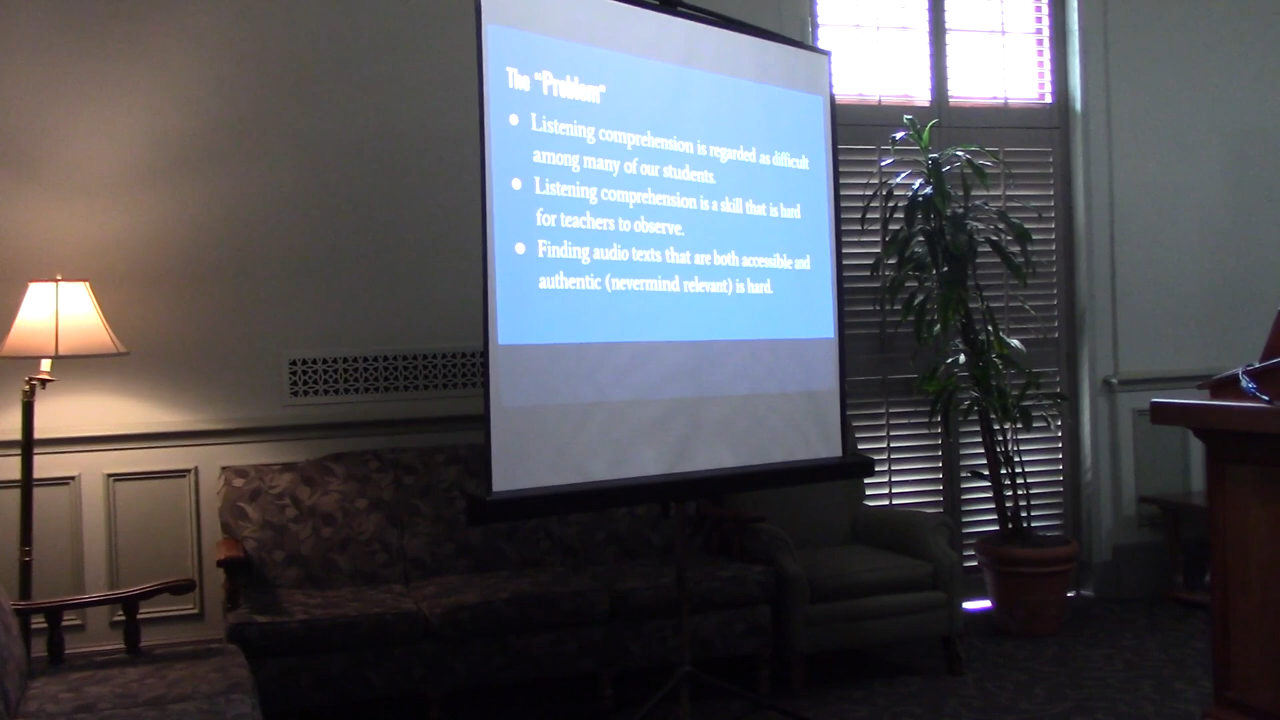 The "Problem"
Listening comprehension is regarded as difficult
among many of our students.
Listening comprehension is a skill that is hard
for teachers to observe.
Finding audio texts that are both accessible and
authentic (nevermind relevant) is hard.